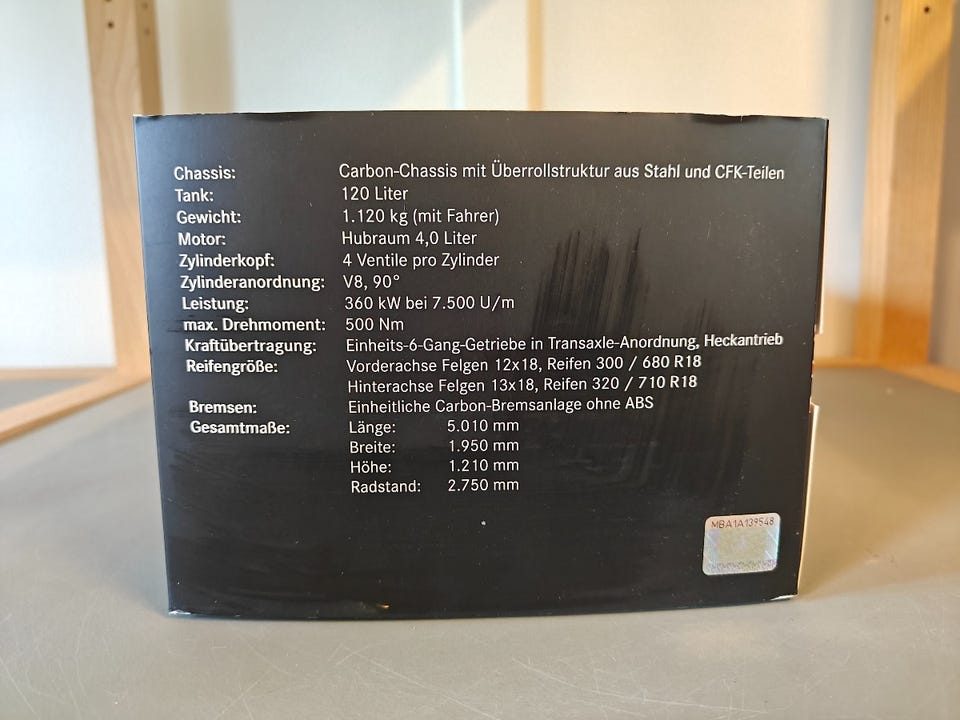 Chassis: Carbon-Chassis mit Überrollstruktur aus Stahl und CFK-Teilen
Tank: 120 Liter
Gewicht: 1.120 kg (mit Fahrer)
Motor: Hubraum 4,0 Liter
Zylinderkopf: 4 Ventile pro Zylinder
Zylinderanordnung: V8, 90°
Leistung: 360 kW bei 7.500 U/m
max. Drehmoment: 500 Nm
Kraftübertragung: Einheits-6-Gang-Getriebe in Transaxle-Anordnung, Heckantrieb
Reifengröße: Vorderachse Felgen 12x18, Reifen 300 / 680 R18
Hinterachse Felgen 13x18, Reifen 320 / 710 R18
Bremsen: Einheitliche Carbon-Bremsanlage ohne ABS
Gesamtmaße: Länge: 5.010 mm
Breite: 1.950 mm
Höhe: 1.210 mm
Radstand: 2.750 mm
MBA1A139548